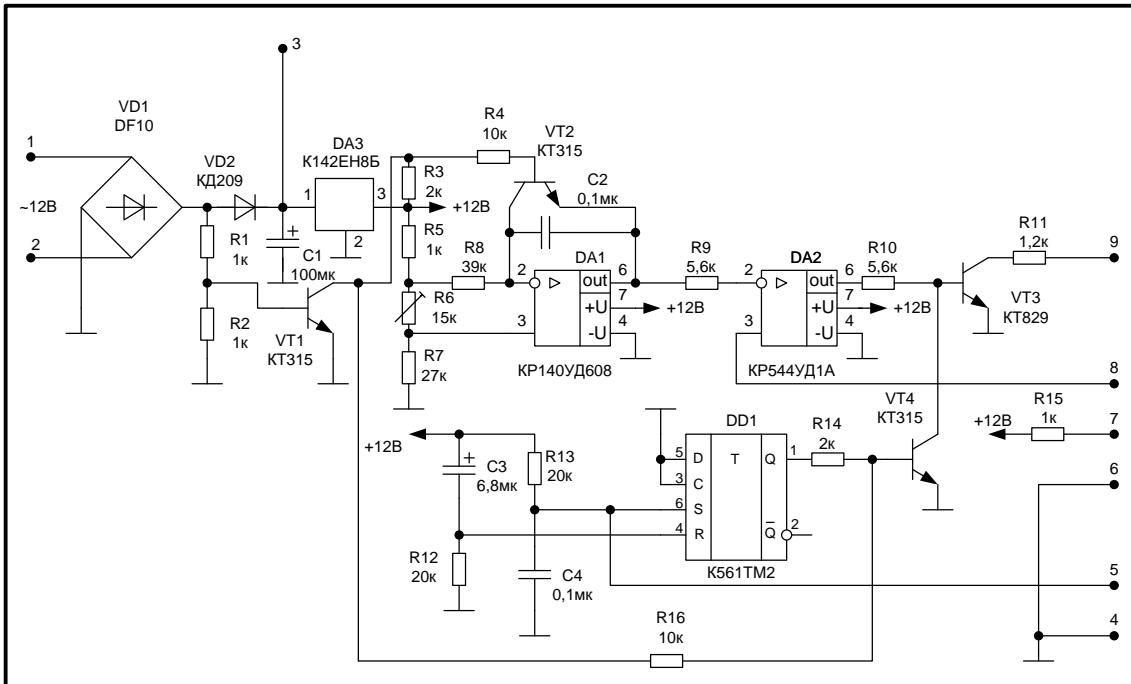 3
VD1
DF10
1
~12В
2
VD2
КД209
DA3
К142ЕН8Б
1
3
2
R1
1к
R2
1к
C1
100мк
+
VT1
КТ315
R4
10к
VT2
КТ315
R3
2к
+12В
R5
1к
C2
0,1мк
R8
39к
R6
15к
R7
27к
DA1
2
3
out
+U
-U
6
7
4
+12В
КР140УД608
R9
5,6к
DA2
2
3
out
+U
-U
6
7
4
+12В
КР544УД1А
R10
5,6к
R11
1,2к
9
VT3
КТ829
8
VT4
КТ315
R15
1к
+12В
7
6
+12В
+
C3
6,8мк
R13
20к
R12
20к
C4
0,1мк
DD1
5
D
3
C
6
S
4
R
T
Q
1
Q
2
К561ТМ2
R14
2к
5
R16
10к
4